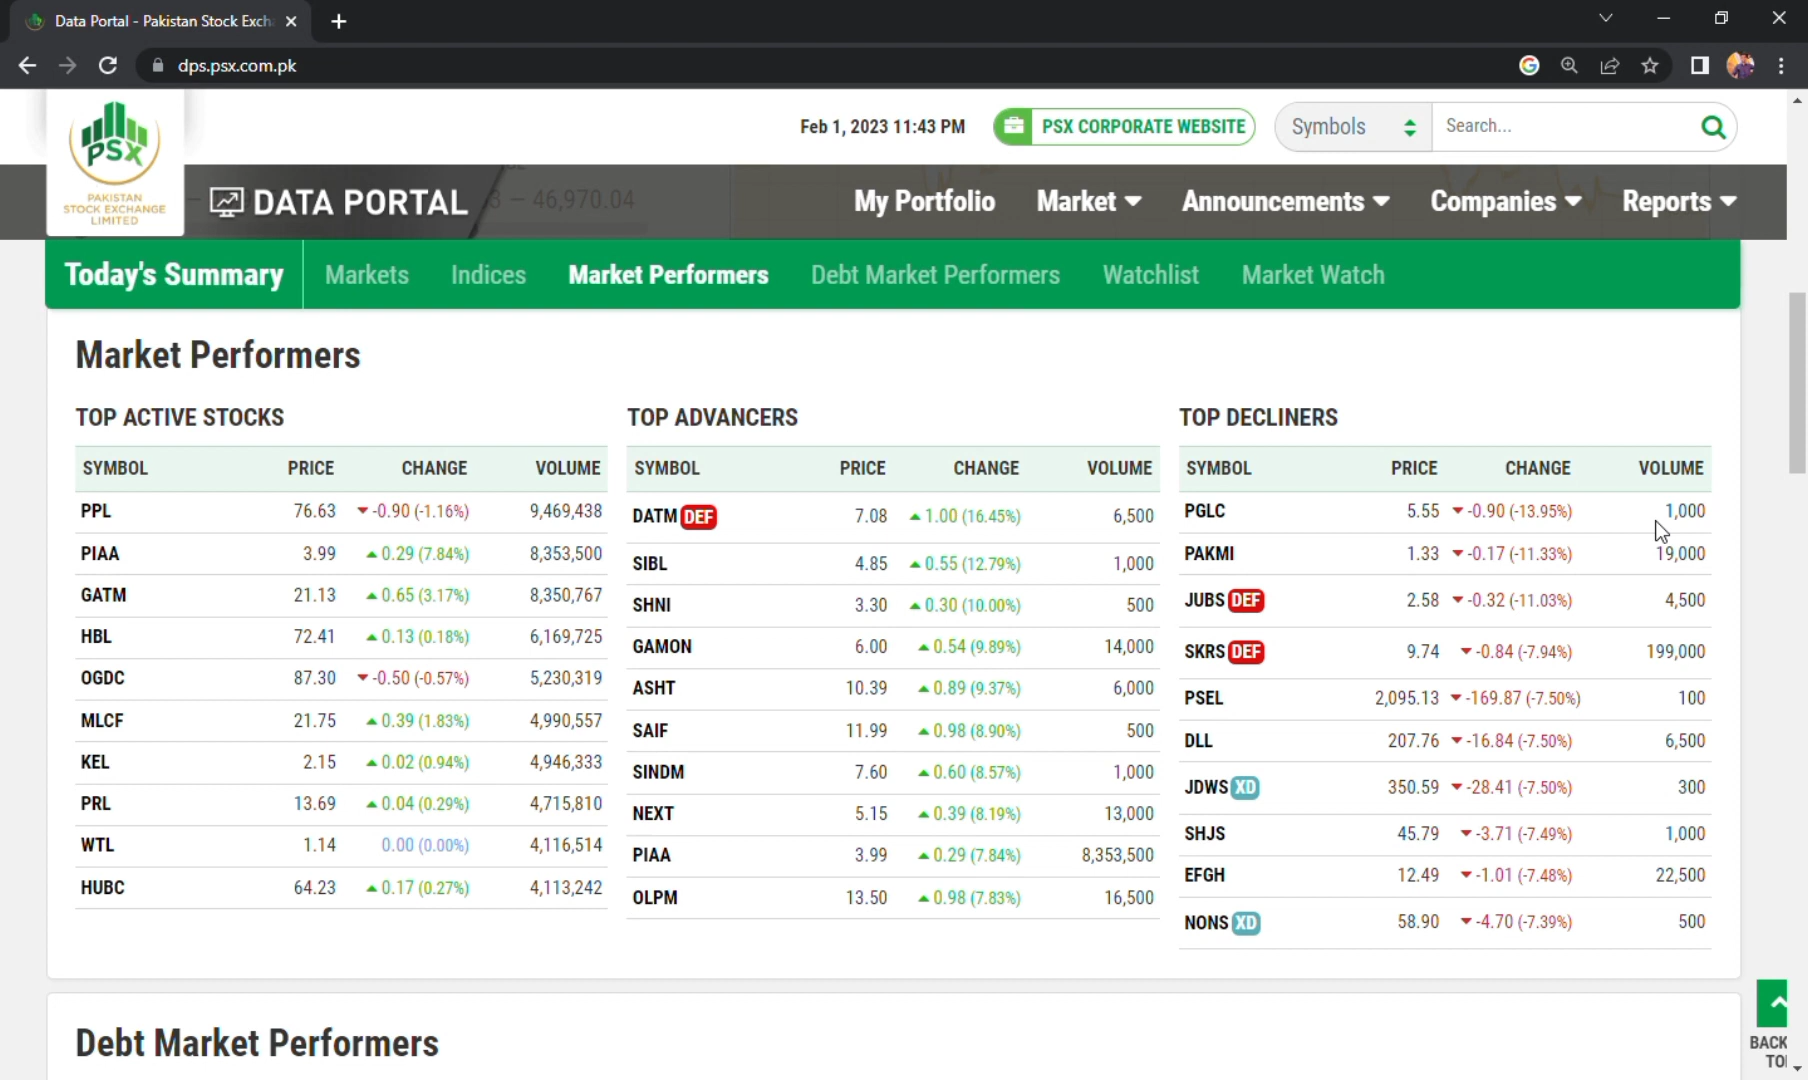 Data Portal - Pakistan Stock Exch
dps.psx.com.pk
PSX
PAKISTAN
STOCK EXCHANGE
LIMITED
Feb 1, 2023 11:43 PM
PSX CORPORATE WEBSITE
Symbols
Search...
DATA PORTAL
— 46,970.04
My Portfolio
Market
Announcements
Companies
Reports
Today's Summary
Markets
Indices
Market Performers
Debt Market Performers
Watchlist
Market Watch
Market Performers
TOP ACTIVE STOCKS
SYMBOL PRICE CHANGE VOLUME
PPL 76.63 -0.90 (-1.16%) 9,469,438
PIAA 3.99 0.29 (7.84%) 8,353,500
GATM 21.13 0.65 (3.17%) 8,350,767
HBL 72.41 0.13 (0.18%) 6,169,725
OGDC 87.30 -0.50 (-0.57%) 5,230,319
MLCF 21.75 0.39 (1.83%) 4,990,557
KEL 2.15 0.02 (0.94%) 4,946,333
PRL 13.69 0.04 (0.29%) 4,715,810
WTL 1.14 0.00 (0.00%) 4,116,514
HUBC 64.23 0.17 (0.27%) 4,113,242
TOP ADVANCERS
SYMBOL PRICE CHANGE VOLUME
DATM DEF 7.08 1.00 (16.45%) 6,500
SIBL 4.85 0.55 (12.79%) 1,000
SHNI 3.30 0.30 (10.00%) 500
GAMON 6.00 0.54 (9.89%) 14,000
ASHT 10.39 0.89 (9.37%) 6,000
SAIF 11.99 0.98 (8.90%) 500
SINDM 7.60 0.60 (8.57%) 1,000
NEXT 5.15 0.39 (8.19%) 13,000
PIAA 3.99 0.29 (7.84%) 8,353,500
OLPM 13.50 0.98 (7.83%) 16,500
TOP DECLINERS
SYMBOL PRICE CHANGE VOLUME
PGLC 5.55 -0.90 (-13.95%) 1,000
PAKMI 1.33 -0.17 (-11.33%) 19,000
JUBS DEF 2.58 -0.32 (-11.03%) 4,500
SKRS DEF 9.74 -0.84 (-7.94%) 199,000
PSEL 2,095.13 -169.87 (-7.50%) 100
DLL 207.76 -16.84 (-7.50%) 6,500
JDWS XD 350.59 -28.41 (-7.50%) 300
SHJS 45.79 -3.71 (-7.49%) 1,000
EFGH 12.49 -1.01 (-7.48%) 22,500
NONS XD 58.90 -4.70 (-7.39%) 500
Debt Market Performers
BACK
TO